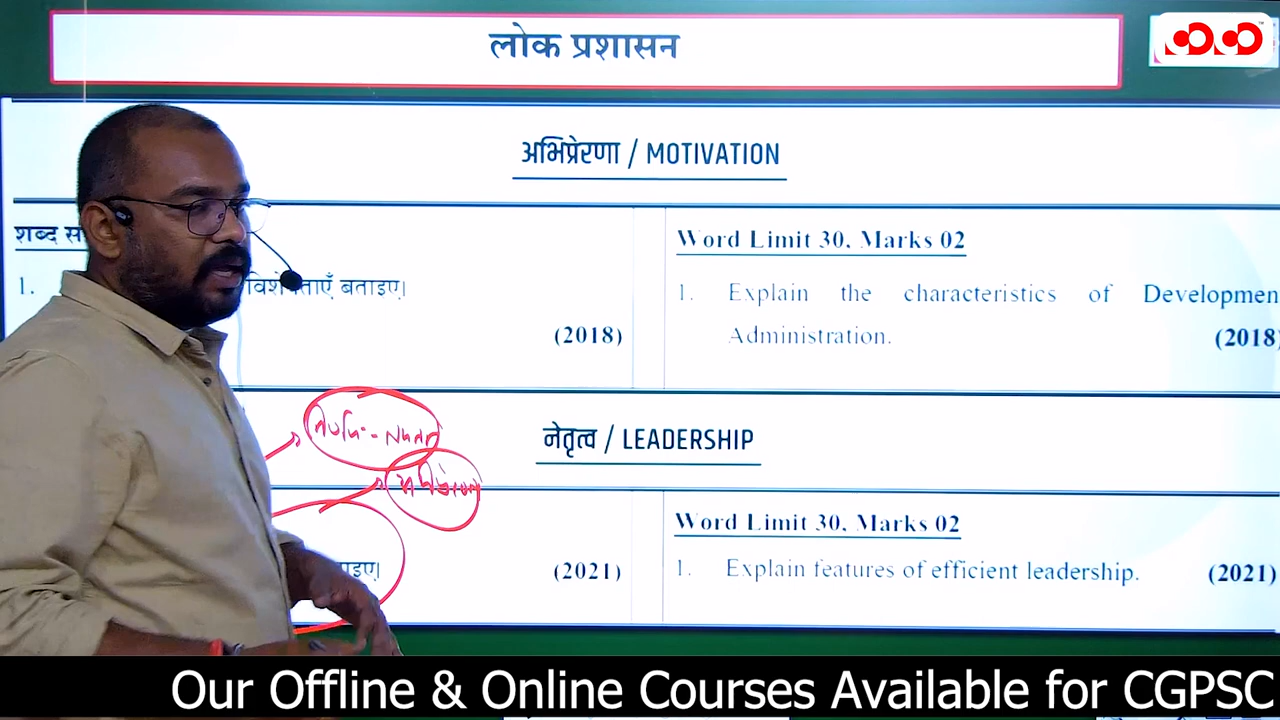 लोक प्रशासन
अभिप्रेरणा / MOTIVATION
शब्द
1. विशेषताएँ बताइए।
(2018)
Word Limit 30. Marks 02
1. Explain the characteristics of Developmen
Administration. (2018)
नेतृत्व / LEADERSHIP
(2021)
Word Limit 30. Marks 02
1. Explain features of efficient leadership. (2021)
Our Offline & Online Courses Available for CGPSC